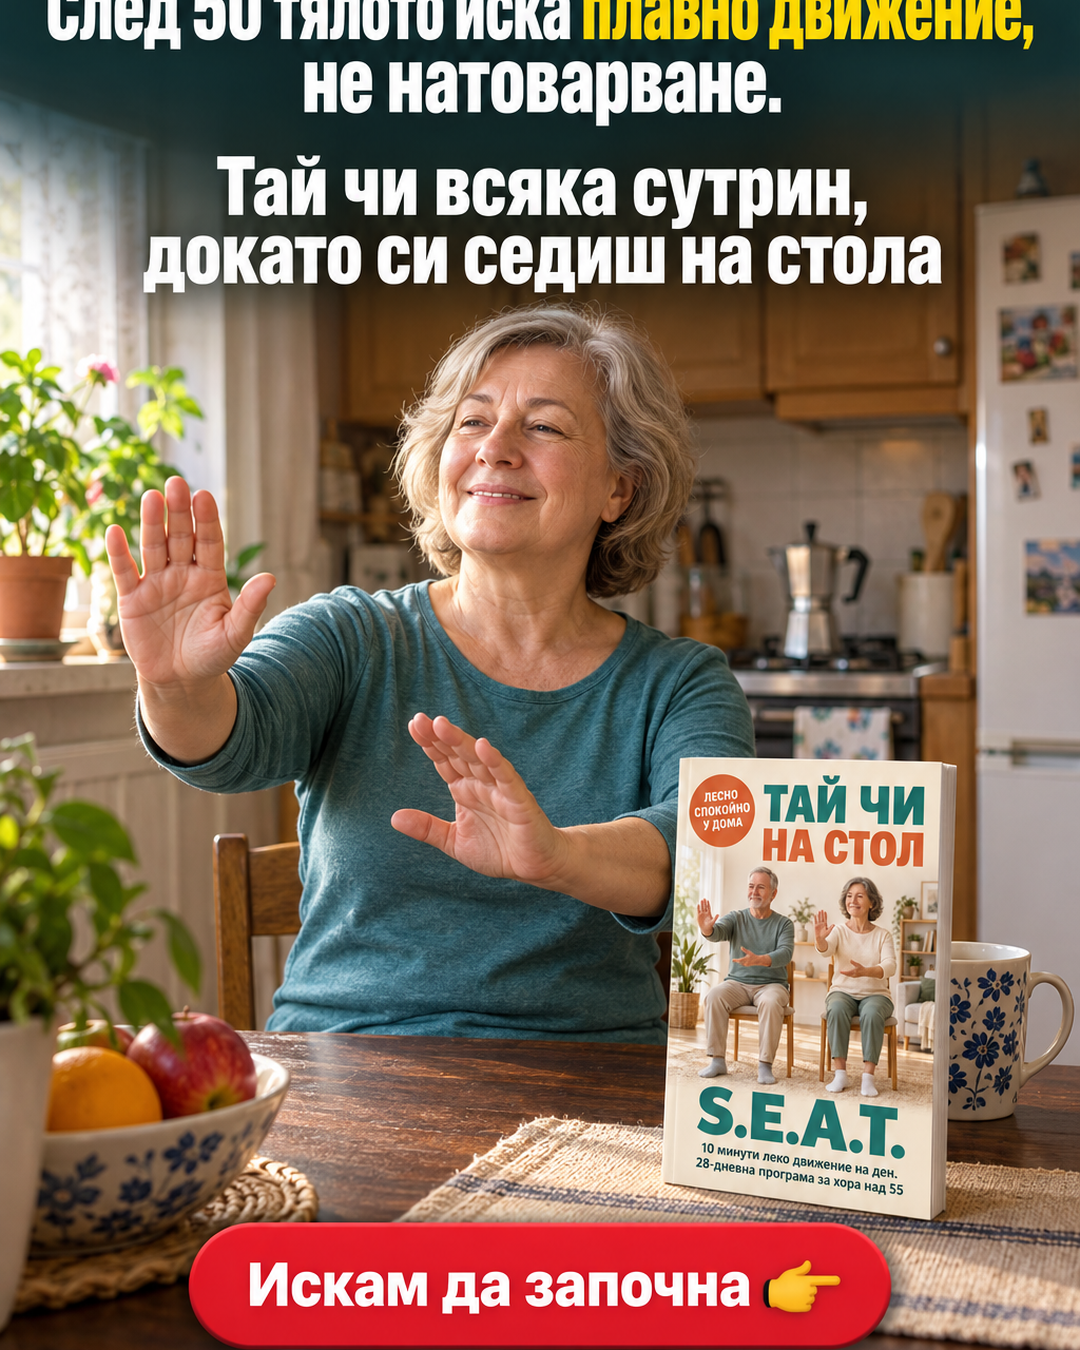 След 50 тялото иска плавно движение,
не натоварване.
Тай чи всяка сутрин,
докато си седиш на стола
ЛЕСНО
СПОКОЙНО
У ДОМА
ТАЙ ЧИ
НА СТОЛ
S.E.A.T.
10 минути леко движение на ден.
28-дневна програма за хора над 55
Искам да започна